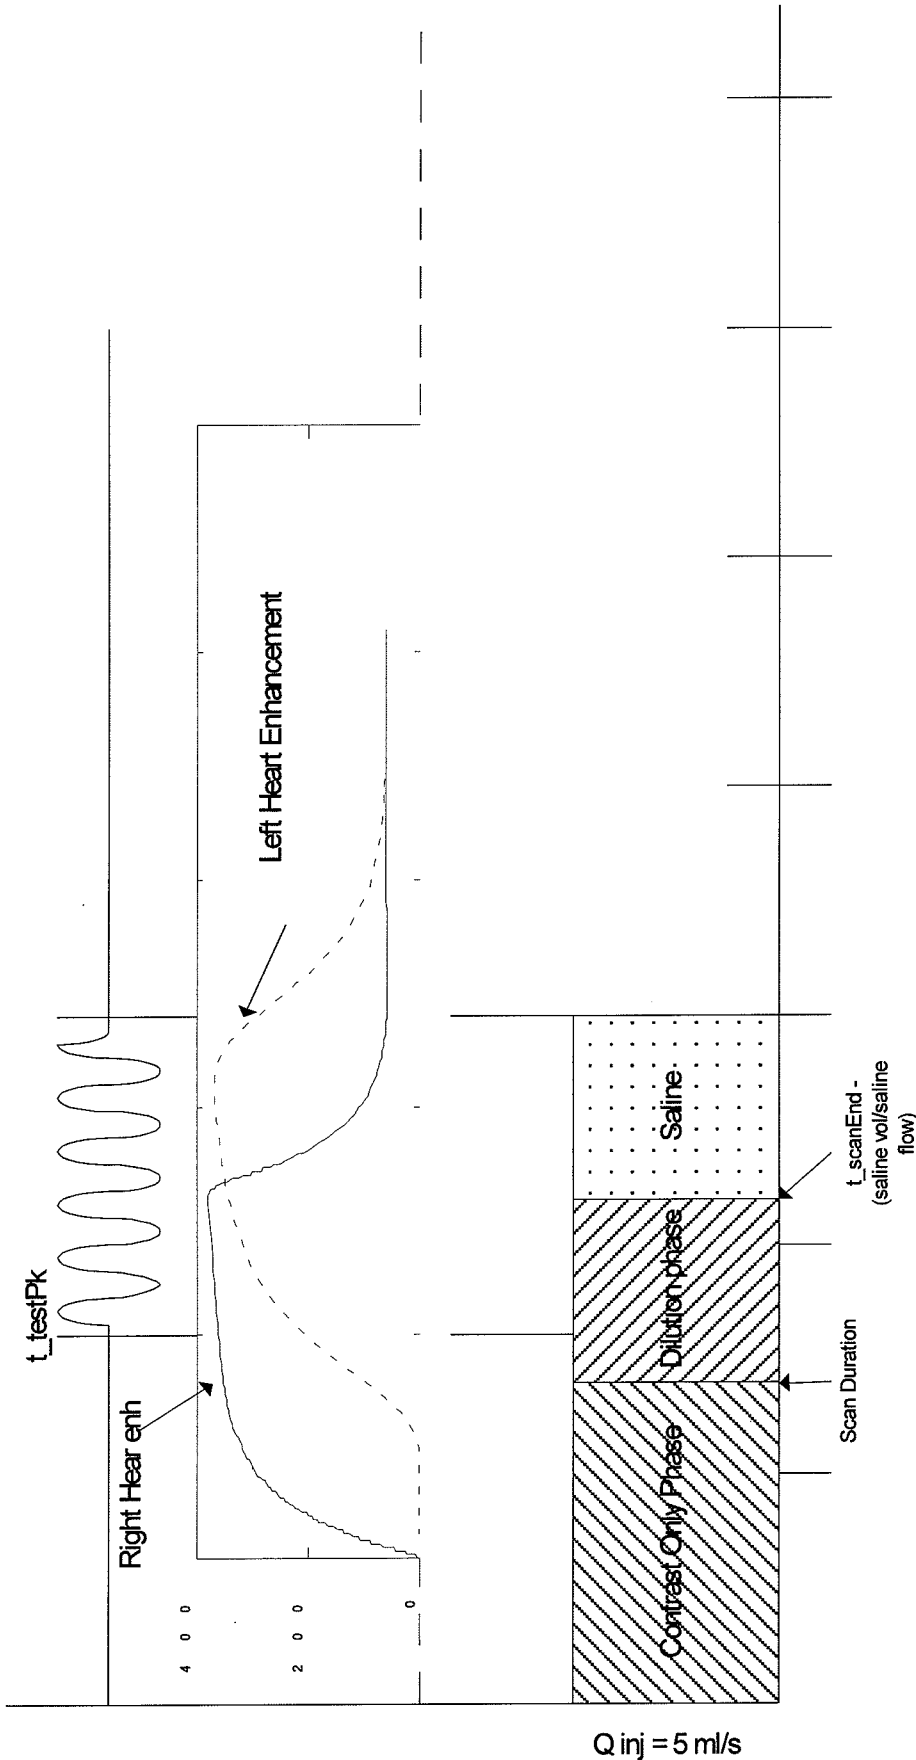 t_testPk
Right Hear enh
Left Heart Enhancement
400
200
0
Contrast Only Phase
Dilution phase
Saline
Scan Duration
t_scanEnd -
(saline vol/saline
flow)
Q inj = 5 ml/s